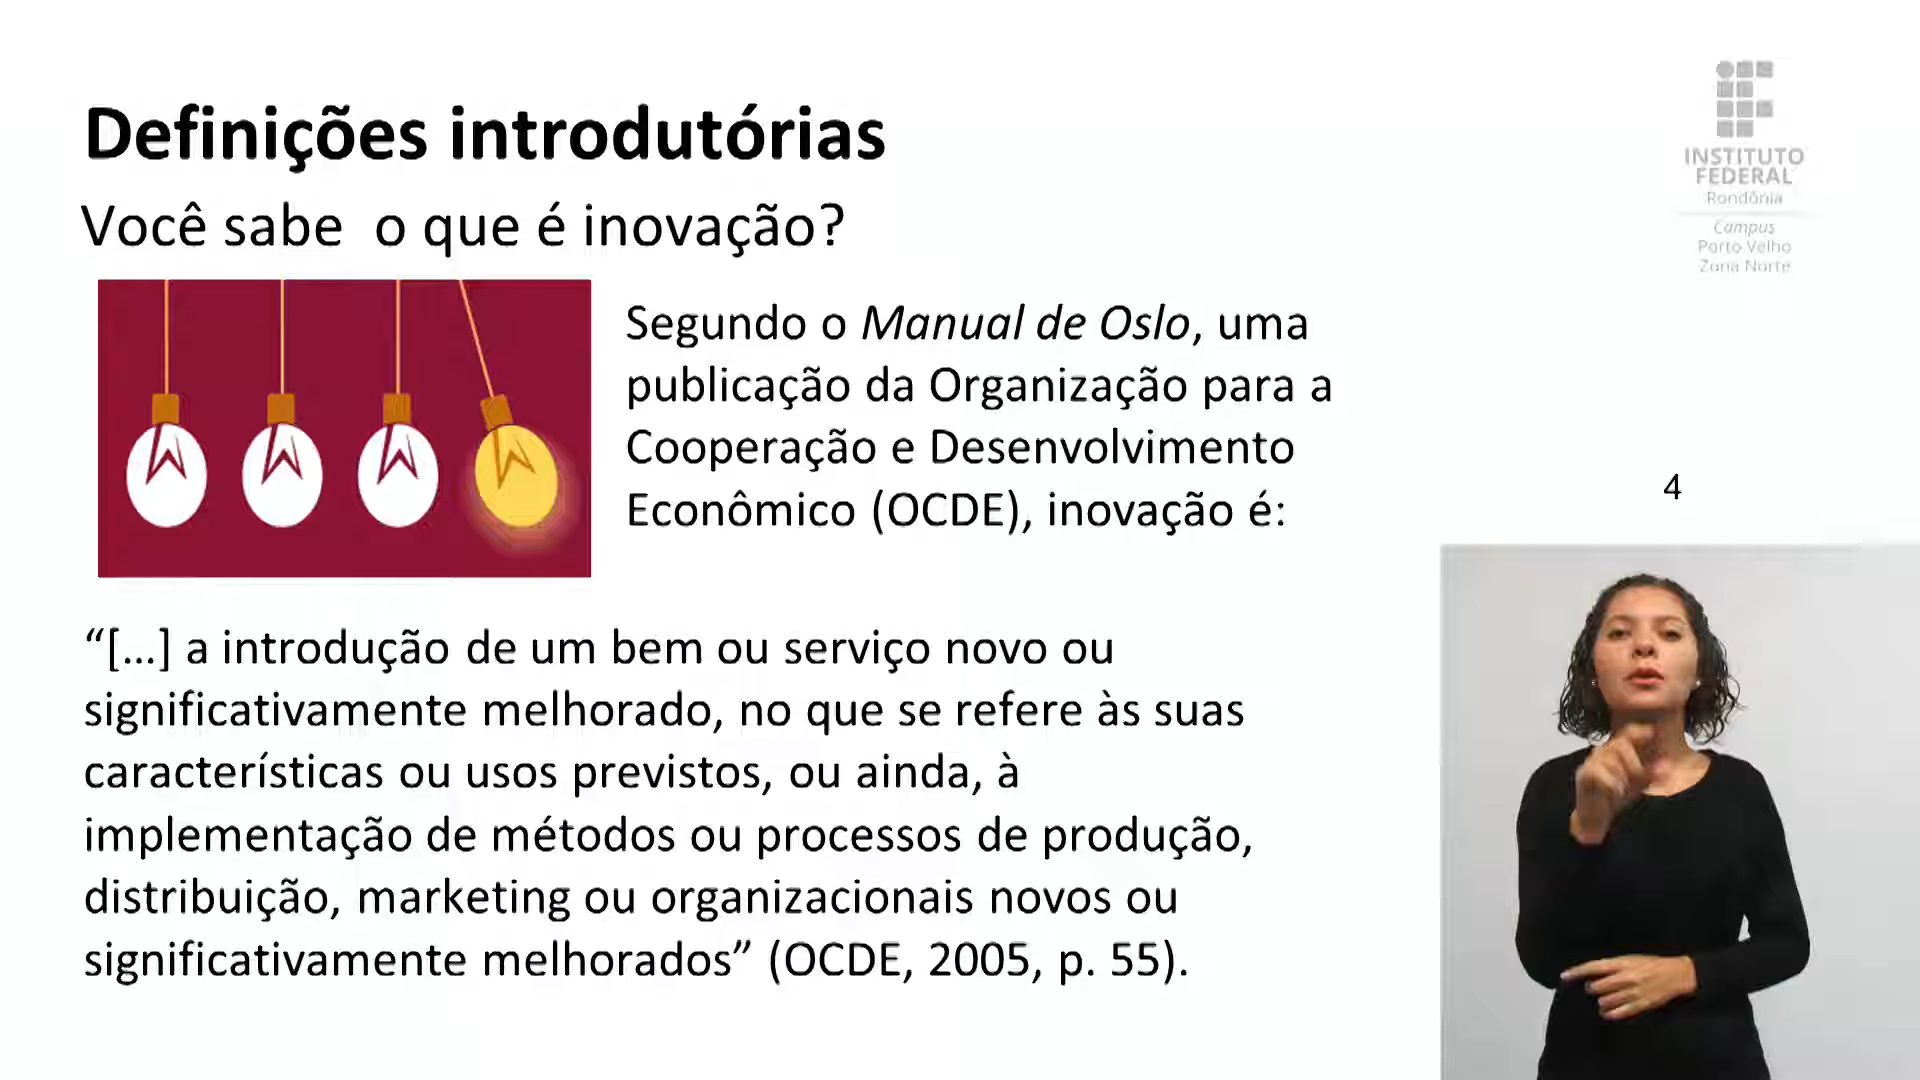 Definições introdutórias
Você sabe o que é inovação?
Segundo o Manual de Oslo, uma
publicação da Organização para a
Cooperação e Desenvolvimento
Econômico (OCDE), inovação é:
“[...] a introdução de um bem ou serviço novo ou
significativamente melhorado, no que se refere às suas
características ou usos previstos, ou ainda, à
implementação de métodos ou processos de produção,
distribuição, marketing ou organizacionais novos ou
significativamente melhorados” (OCDE, 2005, p. 55).
INSTITUTO
FEDERAL
Rondônia
Campus
Porto Velho
Zona Norte
4